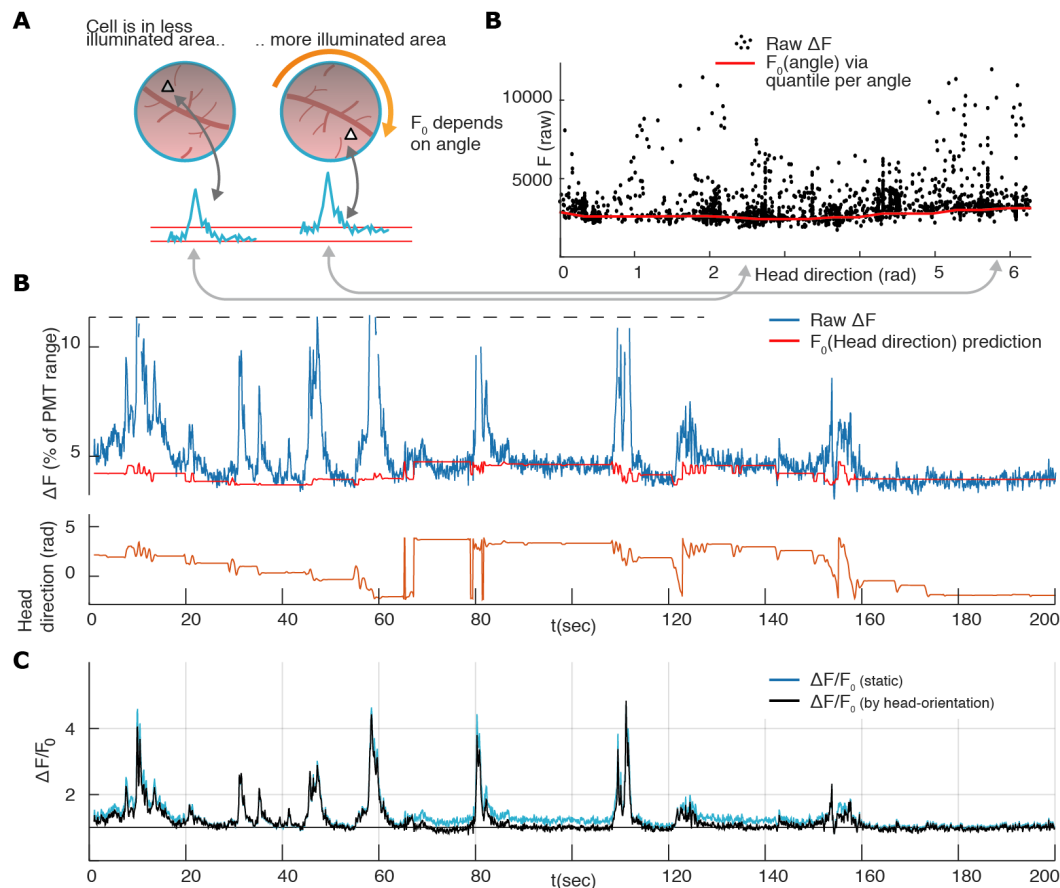 A
Cell is in less
illuminated area..
.. more illuminated area
F0 depends
on angle
B
Raw ΔF
F0(angle) via
quantile per angle
F (raw)
10000
5000
0 1 2 Head direction (rad) 5 6
B
Raw ΔF
F0(Head direction) prediction
ΔF (% of PMT range)
10
5
Head
direction (rad)
5
0
0 20 40 60 80 t(sec) 120 140 160 180 200
C
ΔF/F0 (static)
ΔF/F0 (by head-orientation)
ΔF/F0
4
2
0 20 40 60 80 t(sec) 120 140 160 180 200